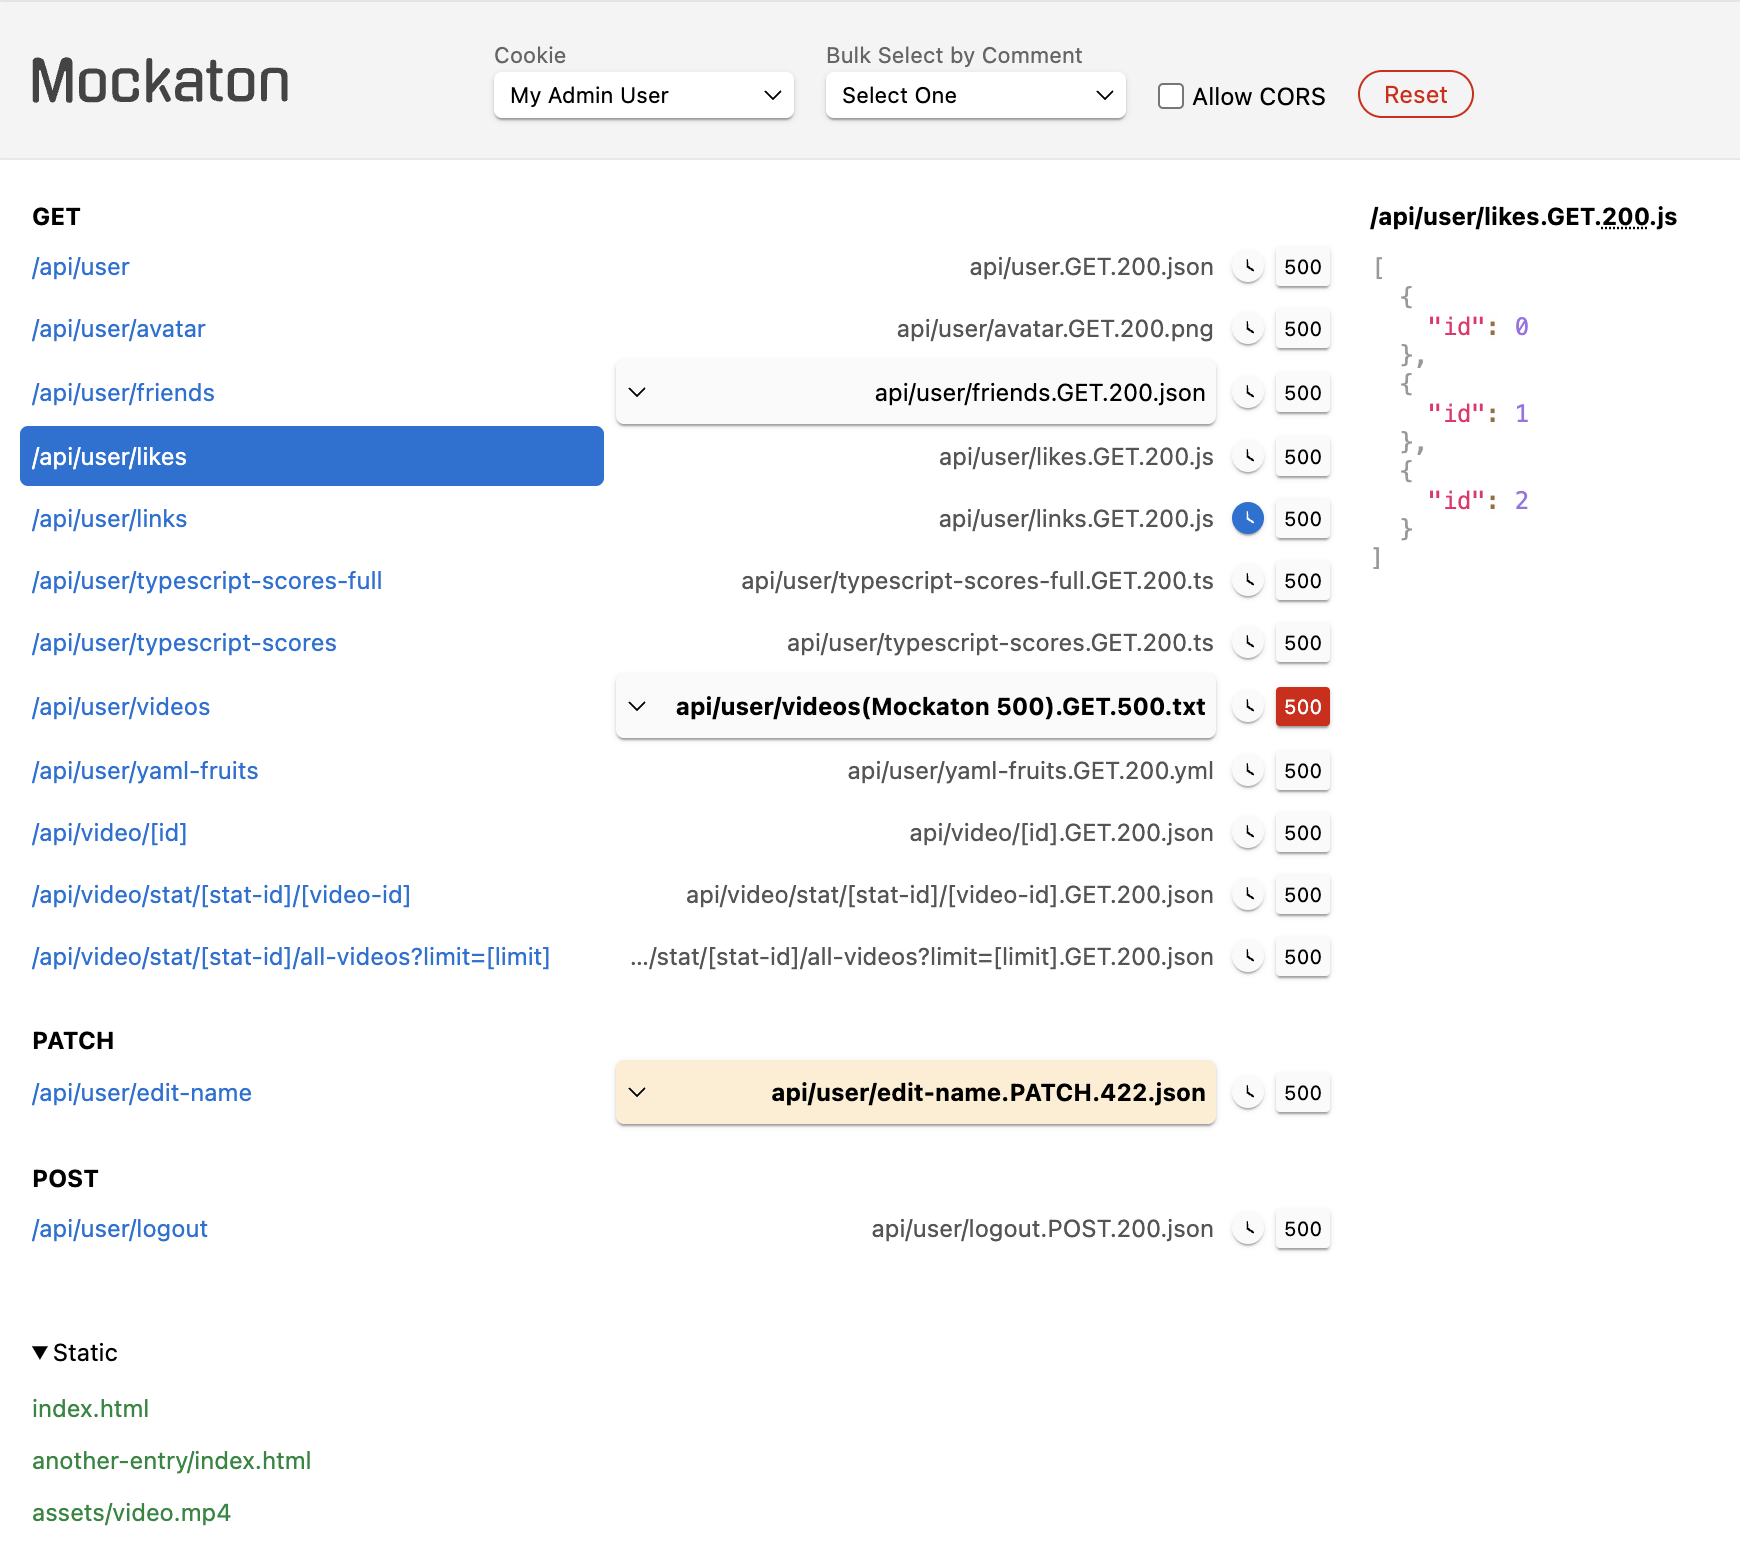 Mockaton
Cookie
My Admin User
Bulk Select by Comment
Select One
Allow CORS
Reset
GET
/api/user api/user.GET.200.json 500
/api/user/avatar api/user/avatar.GET.200.png 500
/api/user/friends api/user/friends.GET.200.json 500
/api/user/likes api/user/likes.GET.200.js 500
/api/user/links api/user/links.GET.200.js 500
/api/user/typescript-scores-full api/user/typescript-scores-full.GET.200.ts 500
/api/user/typescript-scores api/user/typescript-scores.GET.200.ts 500
/api/user/videos api/user/videos(Mockaton 500).GET.500.txt 500
/api/user/yaml-fruits api/user/yaml-fruits.GET.200.yml 500
/api/video/[id] api/video/[id].GET.200.json 500
/api/video/stat/[stat-id]/[video-id] api/video/stat/[stat-id]/[video-id].GET.200.json 500
/api/video/stat/[stat-id]/all-videos?limit=[limit] .../stat/[stat-id]/all-videos?limit=[limit].GET.200.json 500
PATCH
/api/user/edit-name api/user/edit-name.PATCH.422.json 500
POST
/api/user/logout api/user/logout.POST.200.json 500
▼ Static
index.html
another-entry/index.html
assets/video.mp4
/api/user/likes.GET.200.js
[
{
"id": 0
},
{
"id": 1
},
{
"id": 2
}
]